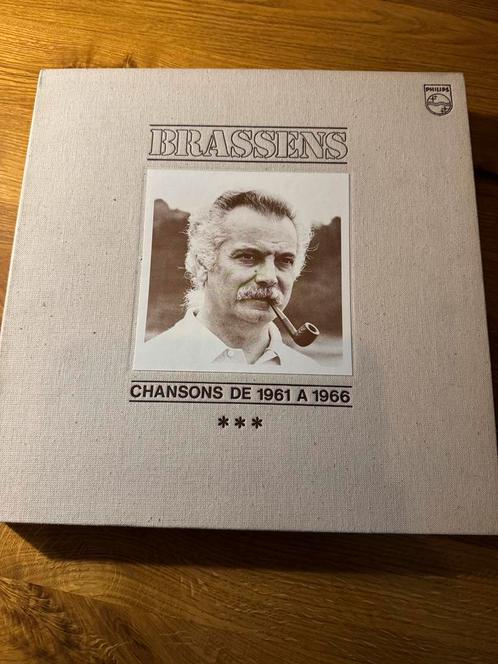 PHILIPS
BRASSENS
CHANSONS DE 1961 A 1966
***